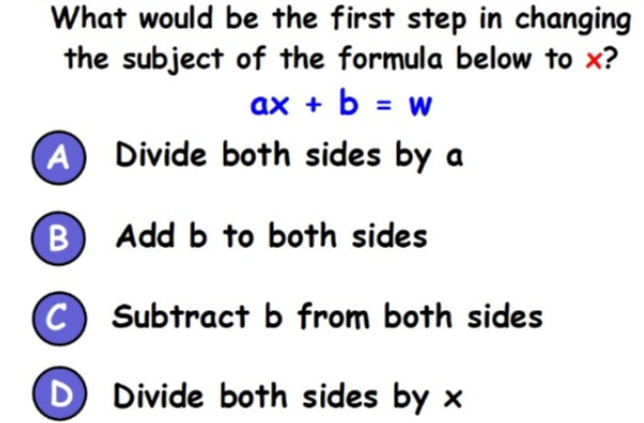 What would be the first step in changing
the subject of the formula below to x?
ax + b = w
A Divide both sides by a
B Add b to both sides
C Subtract b from both sides
D Divide both sides by x